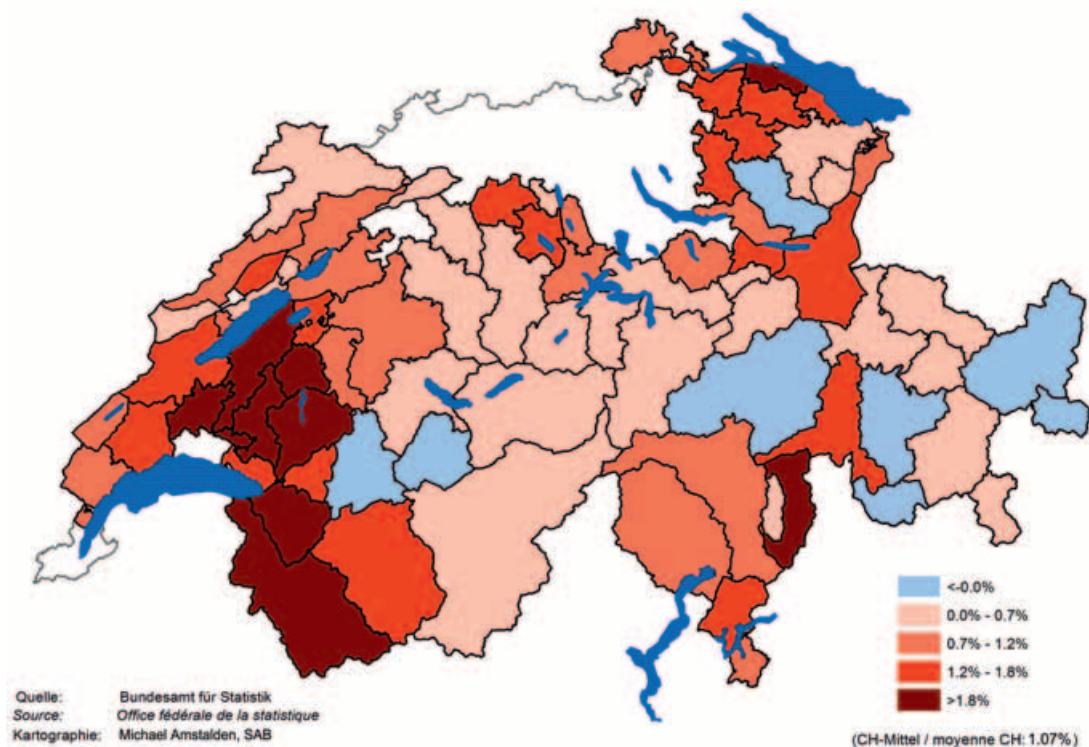 <-0.0%
0.0% - 0.7%
0.7% - 1.2%
1.2% - 1.8%
>1.8%
Quelle: Bundesamt für Statistik
Source: Office fédérale de la statistique
Kartographie: Michael Amstalden, SAB
(CH-Mittel / moyenne CH: 1.07%)